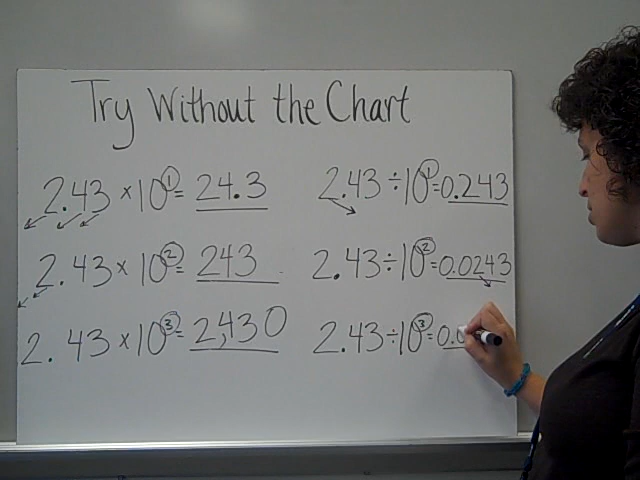 Try Without the Chart
2.43 × 10¹ = 24.3
2.43 ÷ 10¹ = 0.243
2.43 × 10² = 243
2.43 ÷ 10² = 0.0243
2.43 × 10³ = 2,430
2.43 ÷ 10³ = 0.0